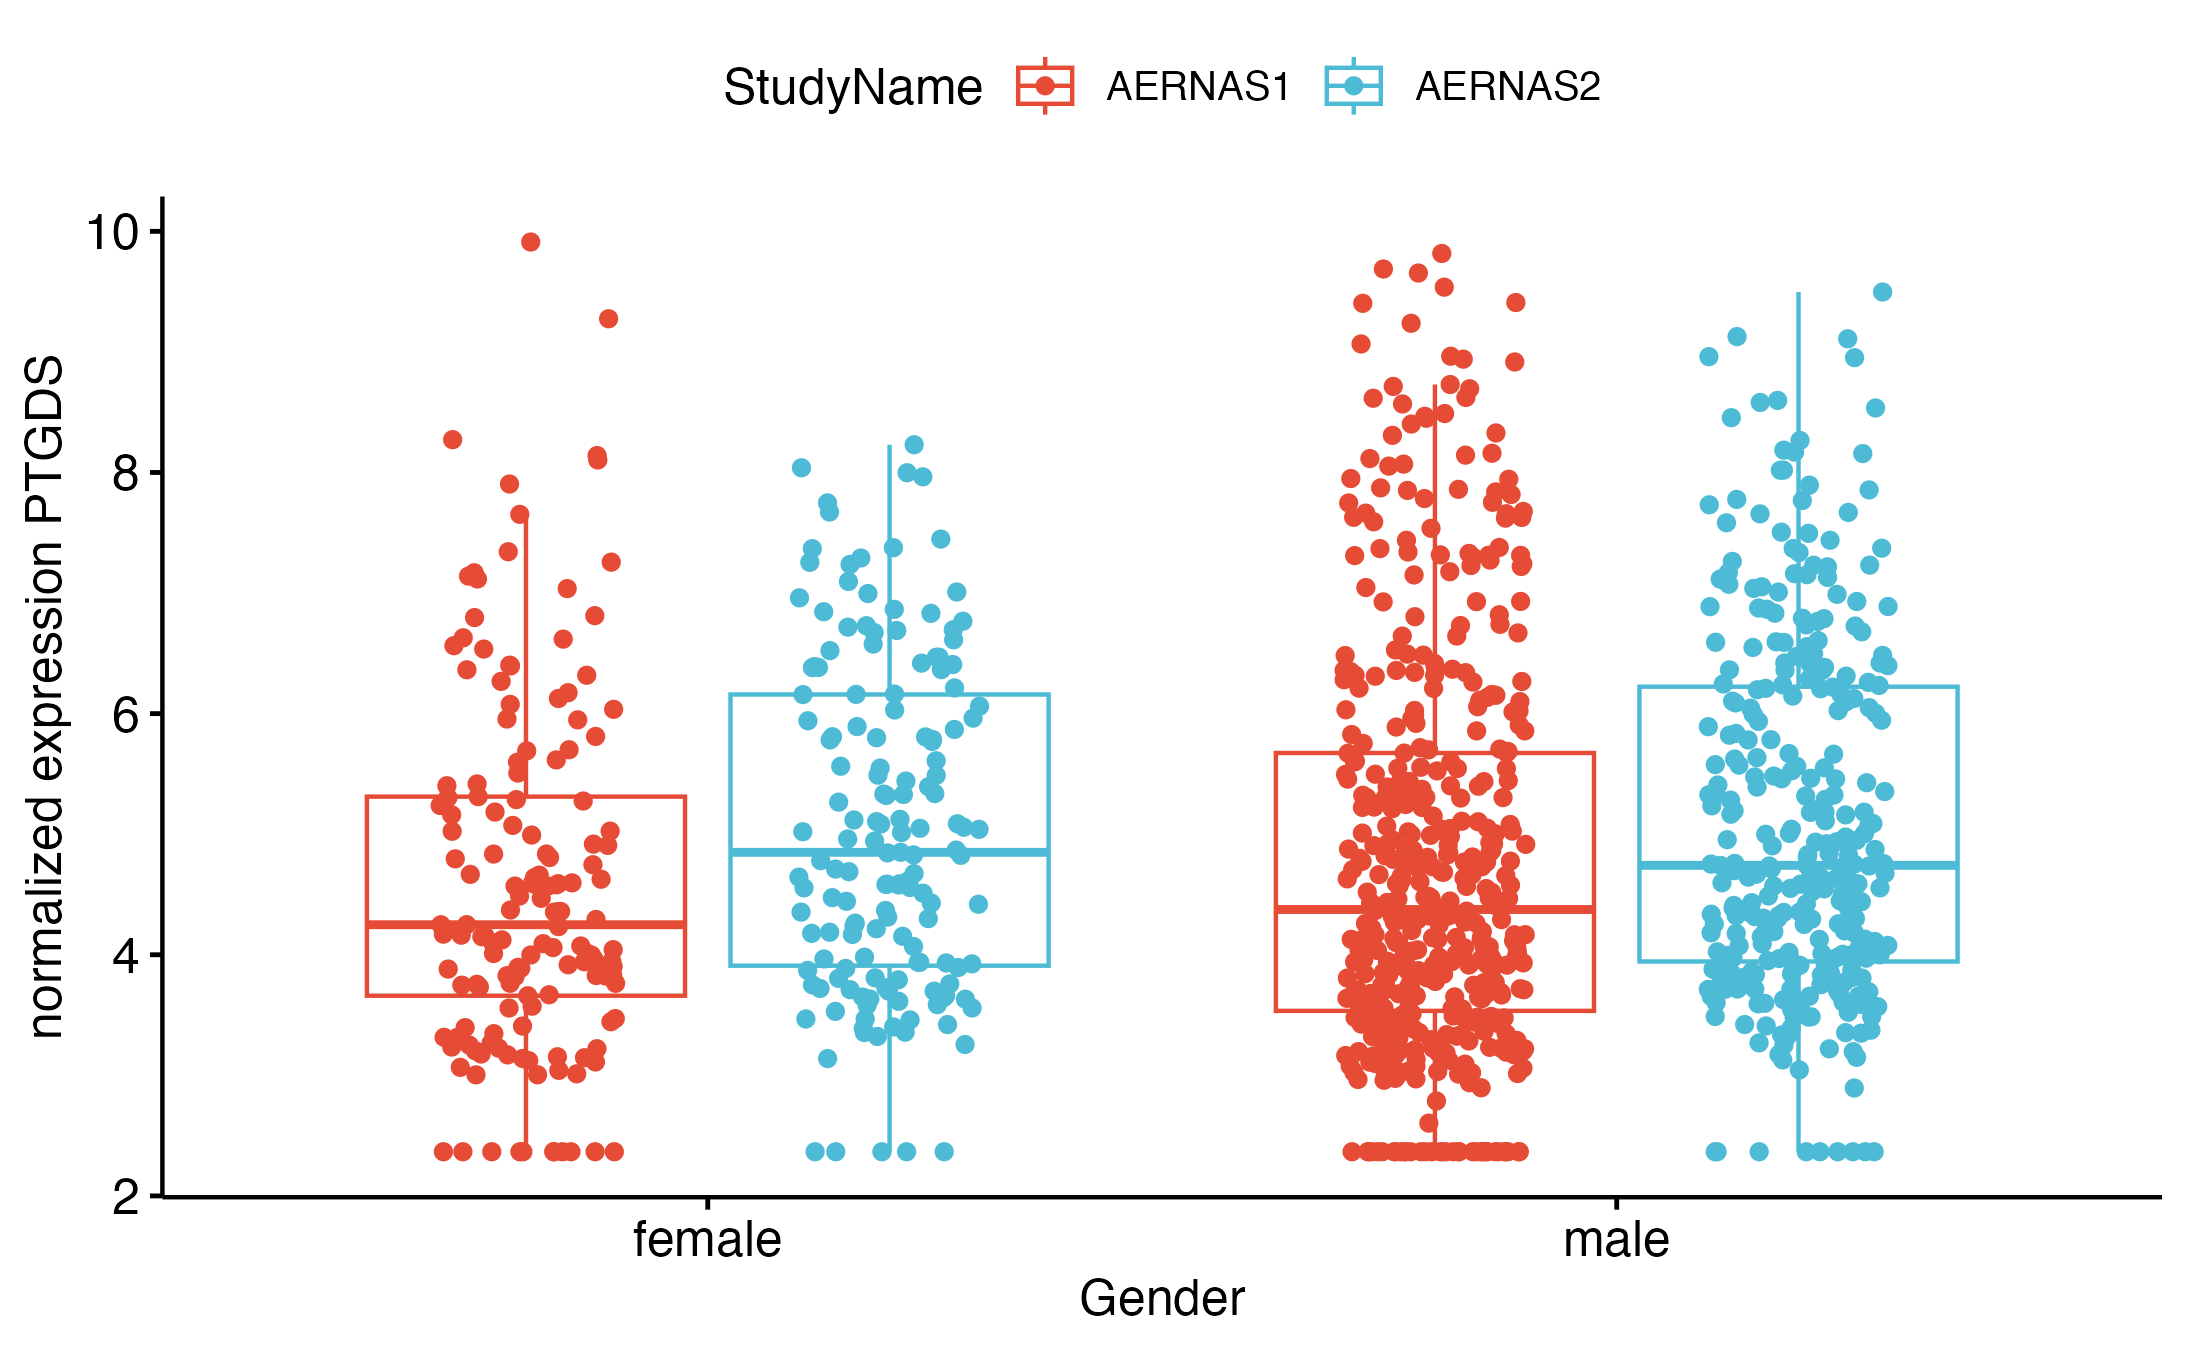 StudyName AERNAS1 AERNAS2
normalized expression PTGDS
10
8
6
4
2
female male
Gender